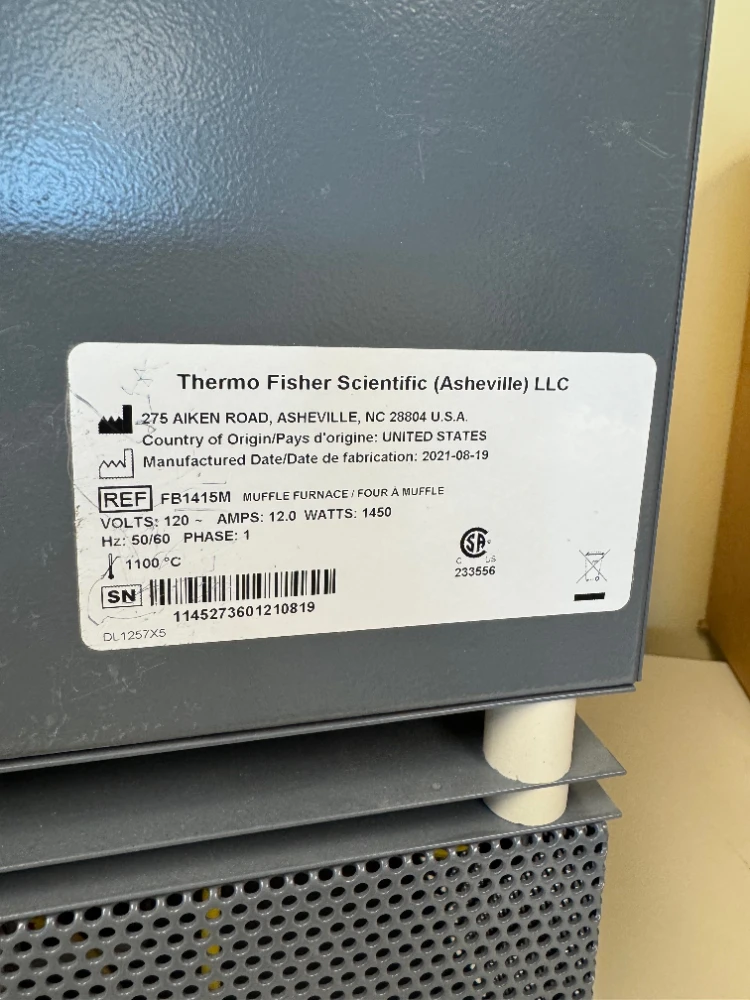 Thermo Fisher Scientific (Asheville) LLC
275 AIKEN ROAD, ASHEVILLE, NC 28804 U.S.A.
Country of Origin/Pays d'origine: UNITED STATES
Manufactured Date/Date de fabrication: 2021-08-19
REF FB1415M MUFFLE FURNACE / FOUR À MUFFLE
VOLTS: 120 ~ AMPS: 12.0 WATTS: 1450
Hz: 50/60 PHASE: 1
1100 °C
SN
1145273601210819
DL1257X5
SA
C US
233556